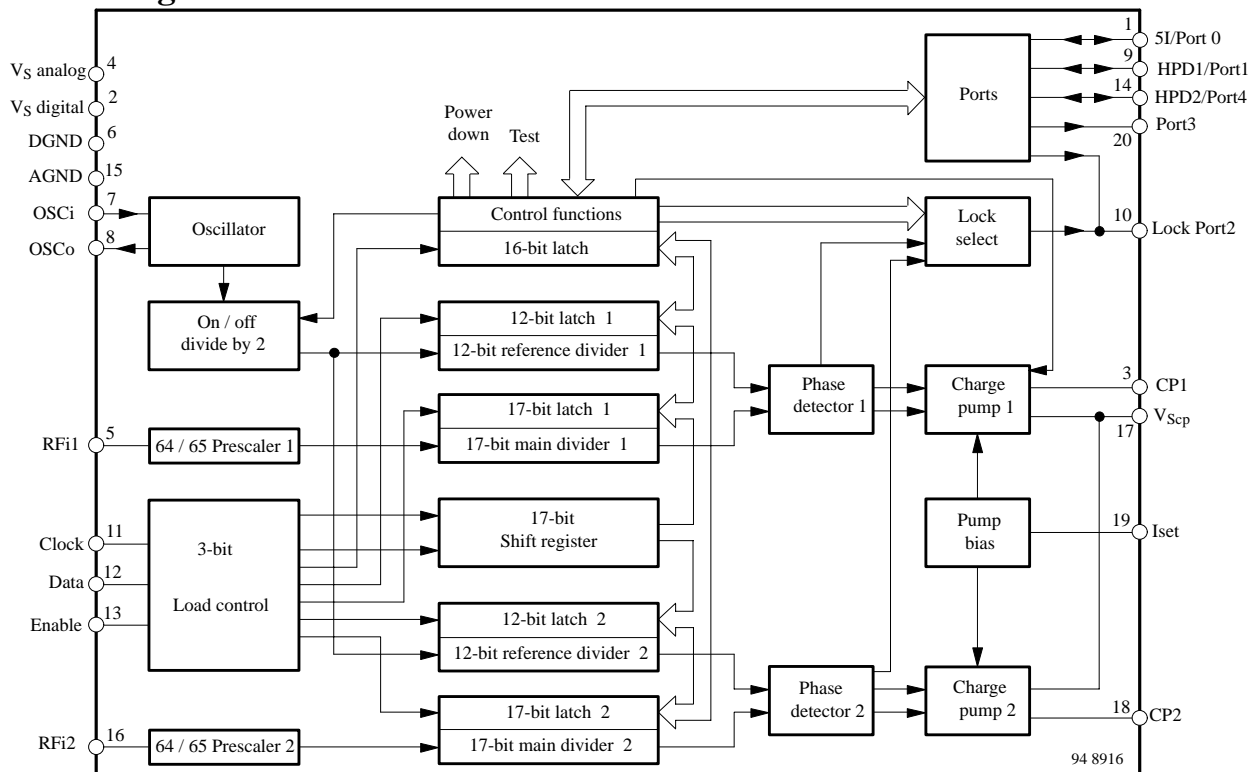 g
4
V_S analog
2
V_S digital
6
DGND
15
AGND
7
OSCi
8
OSCo
Oscillator
On / off
divide by 2
5
RFi1
64 / 65 Prescaler 1
11
Clock
12
Data
13
Enable
3-bit
Load control
16
RFi2
64 / 65 Prescaler 2
Power
down
Test
Control functions
16-bit latch
12-bit latch 1
12-bit reference divider 1
17-bit latch 1
17-bit main divider 1
17-bit
Shift register
12-bit latch 2
12-bit reference divider 2
17-bit latch 2
17-bit main divider 2
Phase
detector 1
Phase
detector 2
Ports
Lock
select
Charge
pump 1
Pump
bias
Charge
pump 2
1
5I/Port 0
9
HPD1/Port1
14
HPD2/Port4
Port3
20
10
Lock Port2
3
CP1
V_Scp
17
19
Iset
18
CP2
94 8916